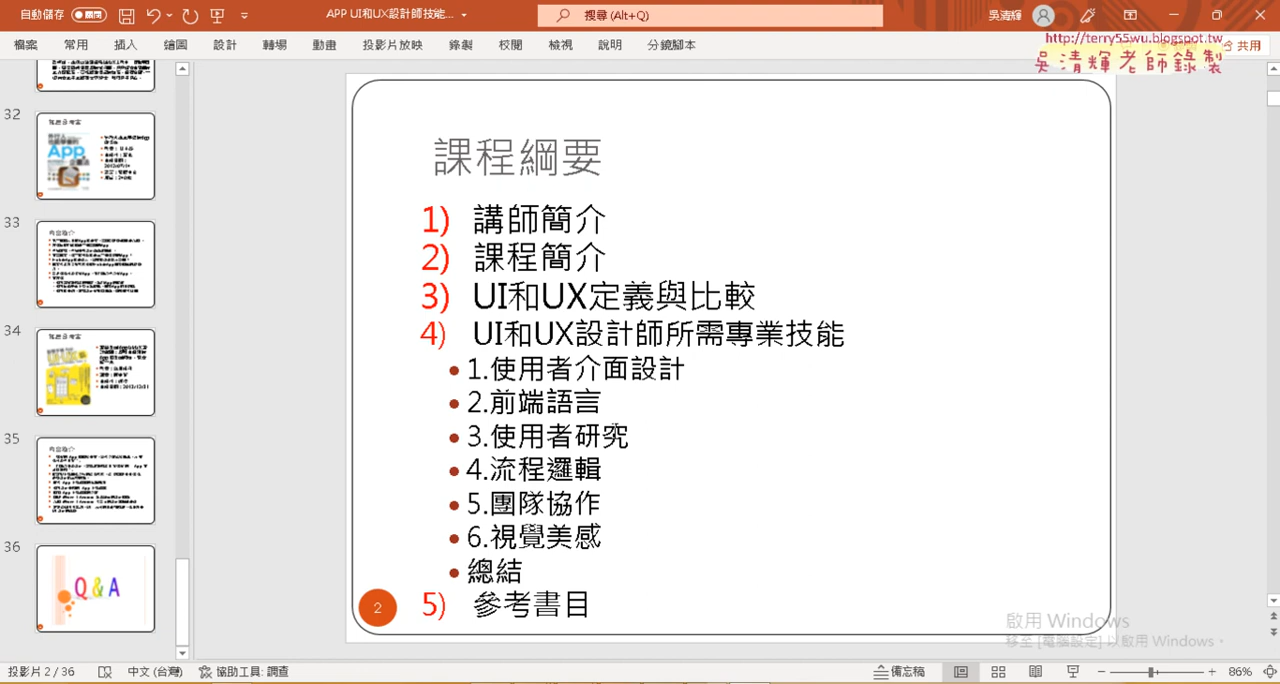 自動儲存 關閉 APP UI和UX設計師技能... 搜尋 (Alt+Q) 吳清輝
檔案 常用 插入 繪圖 設計 轉場 動畫 投影片放映 錄製 校閱 檢視 說明 分鏡腳本 共用
http://terry55wu.blogspot.tw
吳清輝老師錄製
32
App
33
34
35
36
Q & A
課程綱要
1) 講師簡介
2) 課程簡介
3) UI和UX定義與比較
4) UI和UX設計師所需專業技能
• 1.使用者介面設計
• 2.前端語言
• 3.使用者研究
• 4.流程邏輯
• 5.團隊協作
• 6.視覺美感
• 總結
5) 參考書目
2
啟用 Windows
移至 [電腦設定] 以啟用 Windows。
投影片 2 / 36 中文 (台灣) 協助工具: 調查 備忘稿 86%